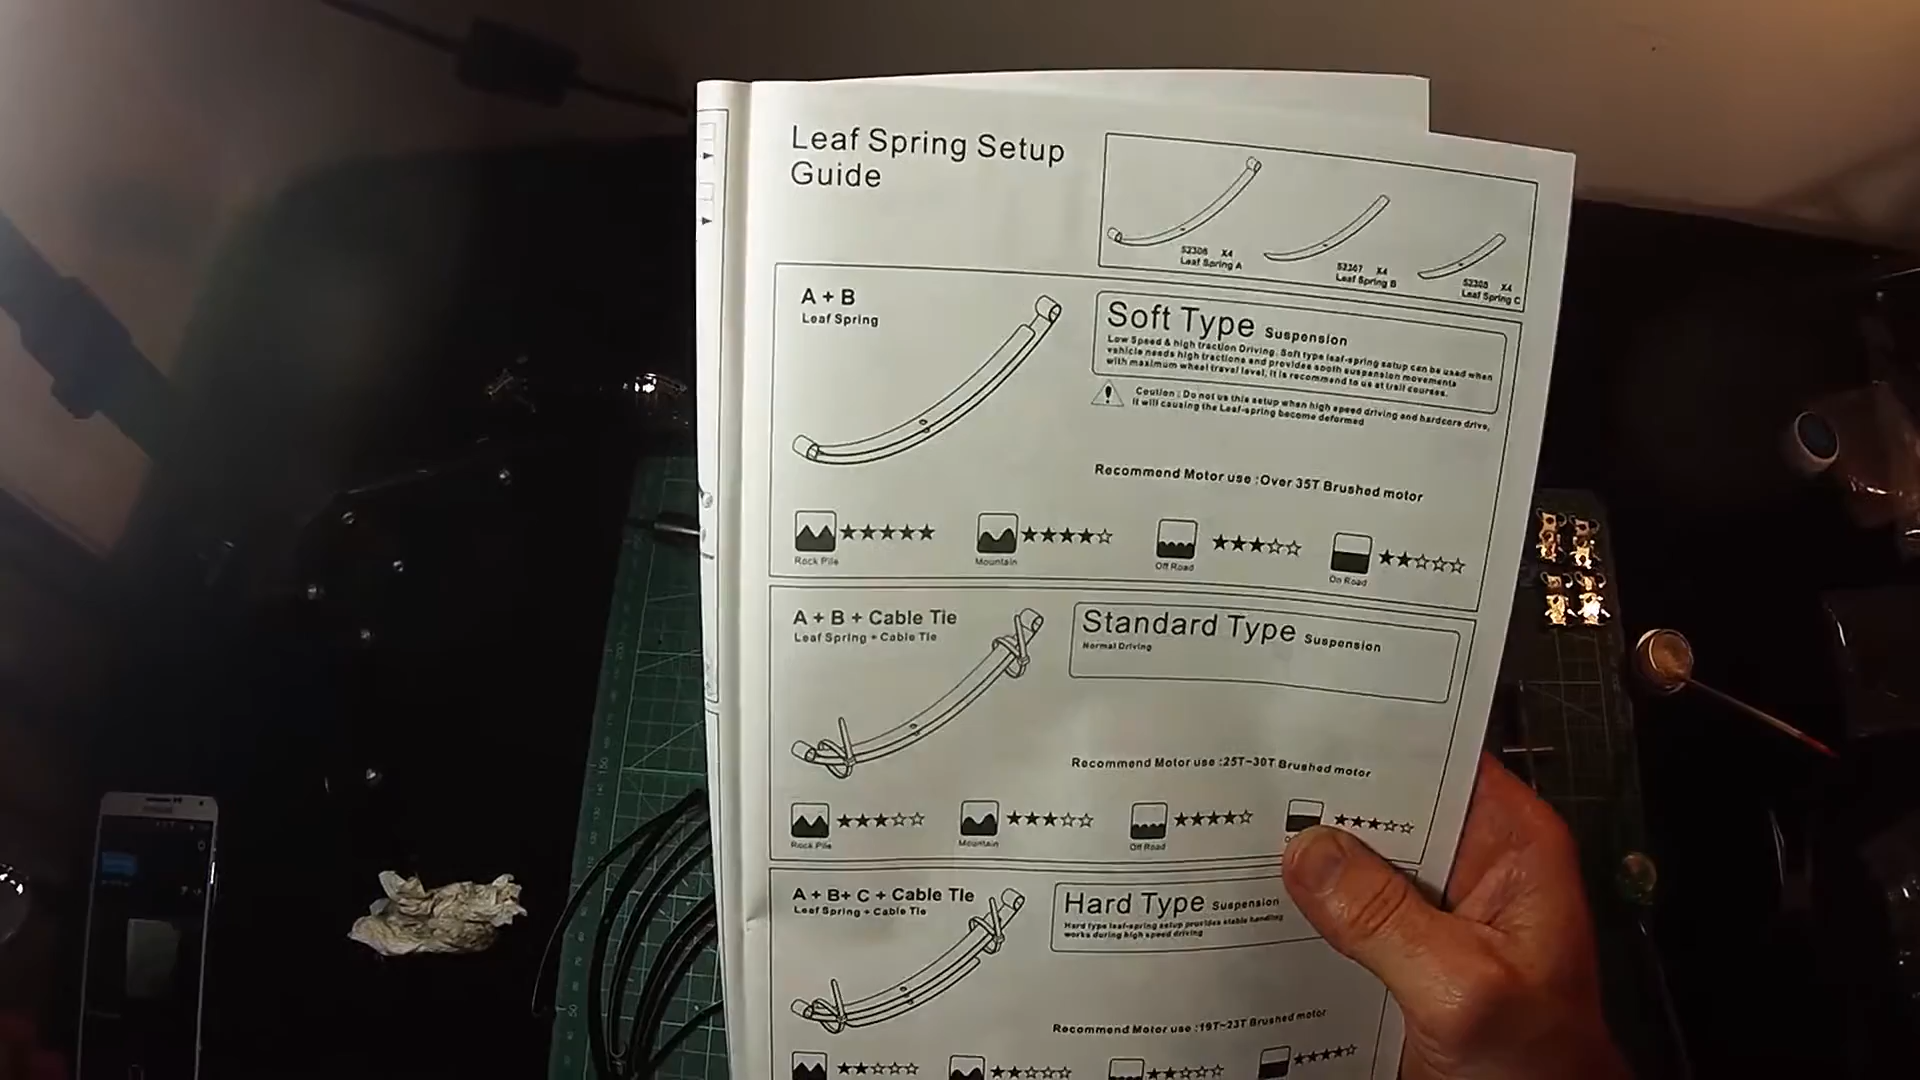 Leaf Spring Setup
Guide
52306 X4
Leaf Spring A
52307 X4
Leaf Spring B
X4
Leaf Spring C
A + B
Leaf Spring
Soft Type Suspension
Low Speed & high traction Driving. Soft type leaf-spring satup can be used when
vehicle needs high tractions and provides sooth suspension movements
with maximum wheel travel level, it is recommend to us at trail courses.
Coution : Do not us this setup when high speed driving and hardcore drive,
it will causing the Leaf-spring become deformed
Recommend Motor use :Over 35T Brushed motor
★★★★★ ★★★★☆ ★★★☆☆ ★★☆☆☆
Rock Pile Mountain Off Road On Road
A + B + Cable Tie
Leaf Spring + Cable Tie
Standard Type Suspension
Normal Driving
Recommend Motor use :25T~30T Brushed motor
★★★☆☆ ★★★☆☆ ★★★★☆ ★★★☆☆
Rock Pile Mountain Off Road
A + B+ C + Cable Tie
Leaf Spring + Cable Tie
Hard Type Suspension
Hard type leaf-spring setup provides stable handling
works during high speed driving
Recommend Motor use :19T~23T Brushed motor
★★☆☆☆ ★★☆☆☆ ★★☆☆☆ ★★★★☆